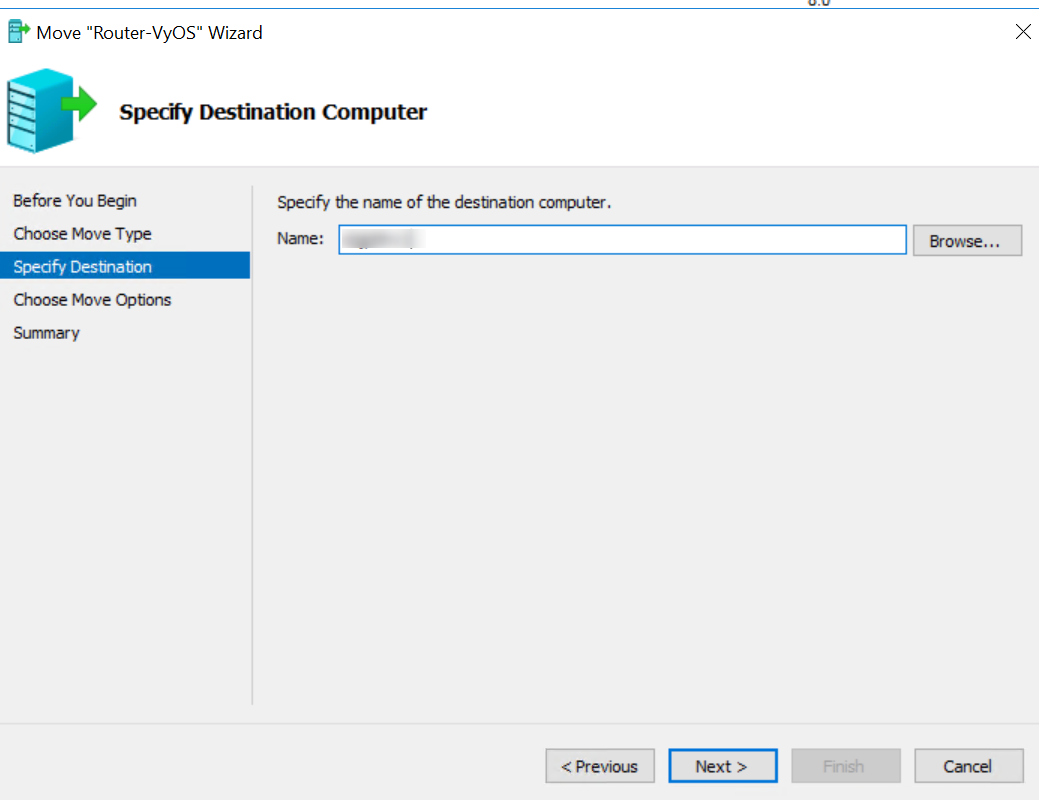 Move "Router-VyOS" Wizard
Specify Destination Computer
Before You Begin
Choose Move Type
Specify Destination
Choose Move Options
Summary
Specify the name of the destination computer.
Name:
Browse...
< Previous
Next >
Finish
Cancel